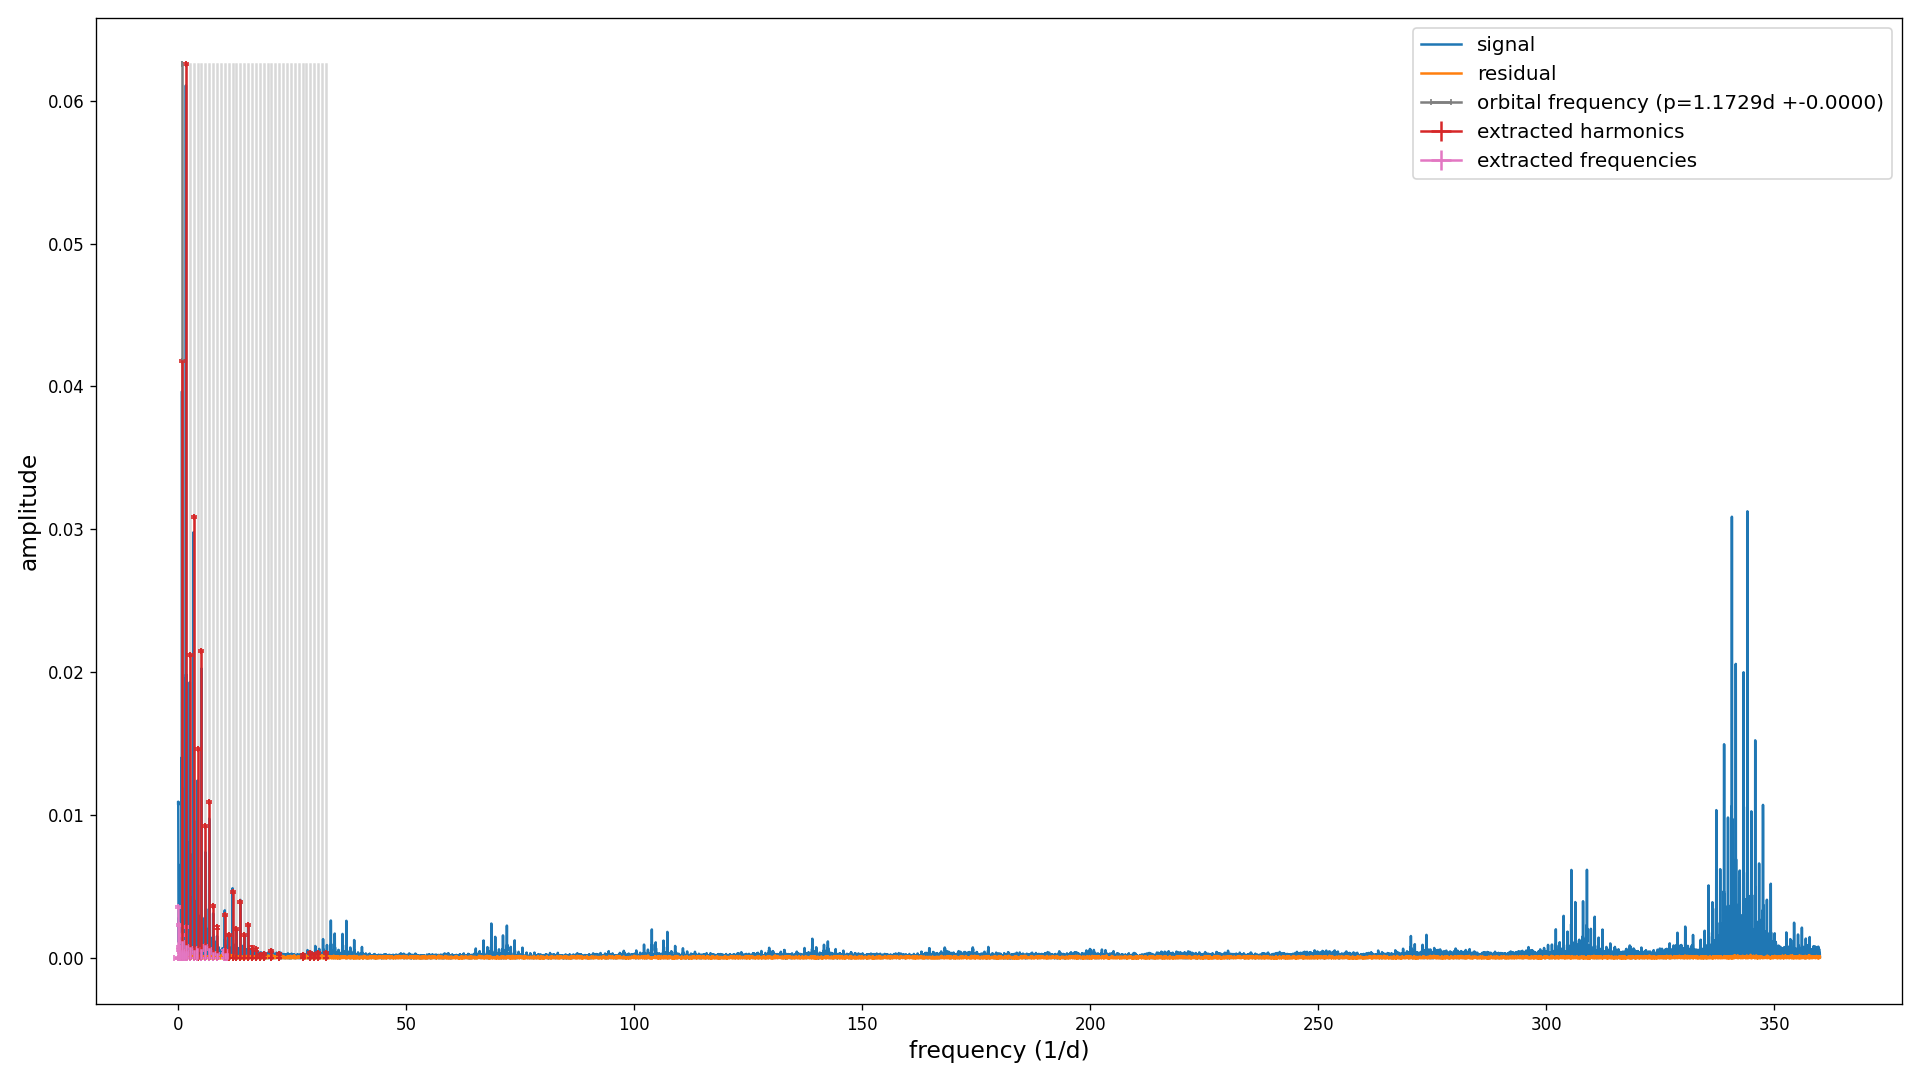 signal
residual
orbital frequency (p=1.1729d +-0.0000)
extracted harmonics
extracted frequencies
amplitude
0.06
0.05
0.04
0.03
0.02
0.01
0.00
0 50 100 150 200 250 300 350
frequency (1/d)